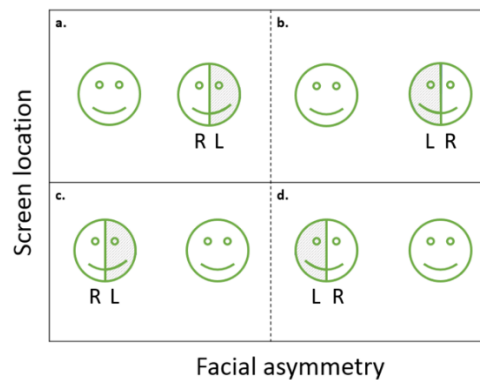 a.
b.
R L
L R
c.
d.
R L
L R
Screen location
Facial asymmetry